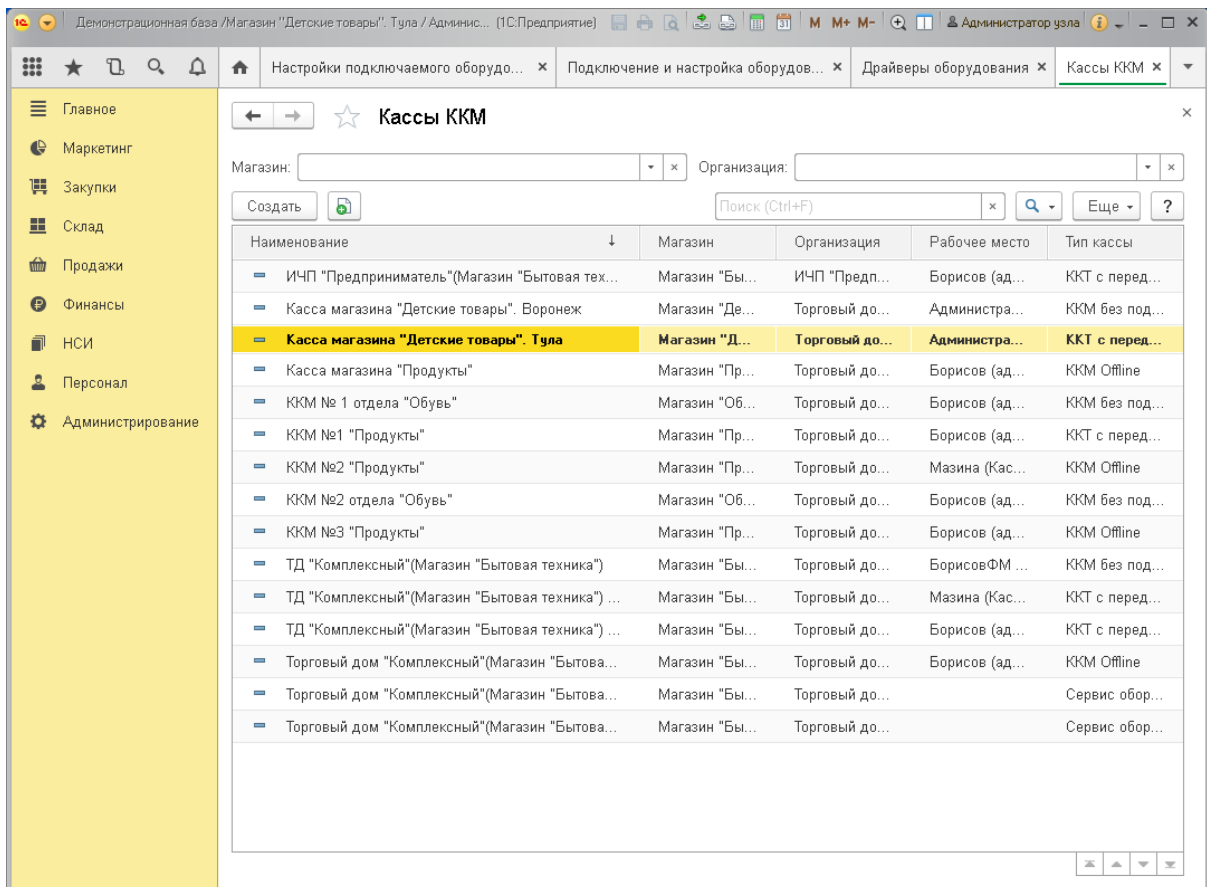 1С Демонстрационная база /Магазин "Детские товары". Тула / Админис... (1С:Предприятие) 31 M M+ M- Администратор узла i
Настройки подключаемого оборудо... × Подключение и настройка оборудов... × Драйверы оборудования × Кассы ККМ ×
Главное
Маркетинг
Закупки
Склад
Продажи
Финансы
НСИ
Персонал
Администрирование
Кассы ККМ ×
Магазин: × Организация: ×
Создать Поиск (Ctrl+F) × Еще ?
Наименование ↓ Магазин Организация Рабочее место Тип кассы
ИЧП "Предприниматель"(Магазин "Бытовая тех... Магазин "Бы... ИЧП "Предп... Борисов (ад... ККТ с перед...
Касса магазина "Детские товары". Воронеж Магазин "Де... Торговый до... Администра... ККМ без под...
Касса магазина "Детские товары". Тула Магазин "Д... Торговый до... Администра... ККТ с перед...
Касса магазина "Продукты" Магазин "Пр... Торговый до... Борисов (ад... ККМ Offline
ККМ № 1 отдела "Обувь" Магазин "Об... Торговый до... Борисов (ад... ККМ без под...
ККМ №1 "Продукты" Магазин "Пр... Торговый до... Борисов (ад... ККТ с перед...
ККМ №2 "Продукты" Магазин "Пр... Торговый до... Мазина (Кас... ККМ Offline
ККМ №2 отдела "Обувь" Магазин "Об... Торговый до... Борисов (ад... ККМ без под...
ККМ №3 "Продукты" Магазин "Пр... Торговый до... Борисов (ад... ККМ Offline
ТД "Комплексный"(Магазин "Бытовая техника") Магазин "Бы... Торговый до... БорисовФМ ... ККМ без под...
ТД "Комплексный"(Магазин "Бытовая техника") ... Магазин "Бы... Торговый до... Мазина (Кас... ККТ с перед...
ТД "Комплексный"(Магазин "Бытовая техника") ... Магазин "Бы... Торговый до... Борисов (ад... ККТ с перед...
Торговый дом "Комплексный"(Магазин "Бытова... Магазин "Бы... Торговый до... Борисов (ад... ККМ Offline
Торговый дом "Комплексный"(Магазин "Бытова... Магазин "Бы... Торговый до... Сервис обор...
Торговый дом "Комплексный"(Магазин "Бытова... Магазин "Бы... Торговый до... Сервис обор...